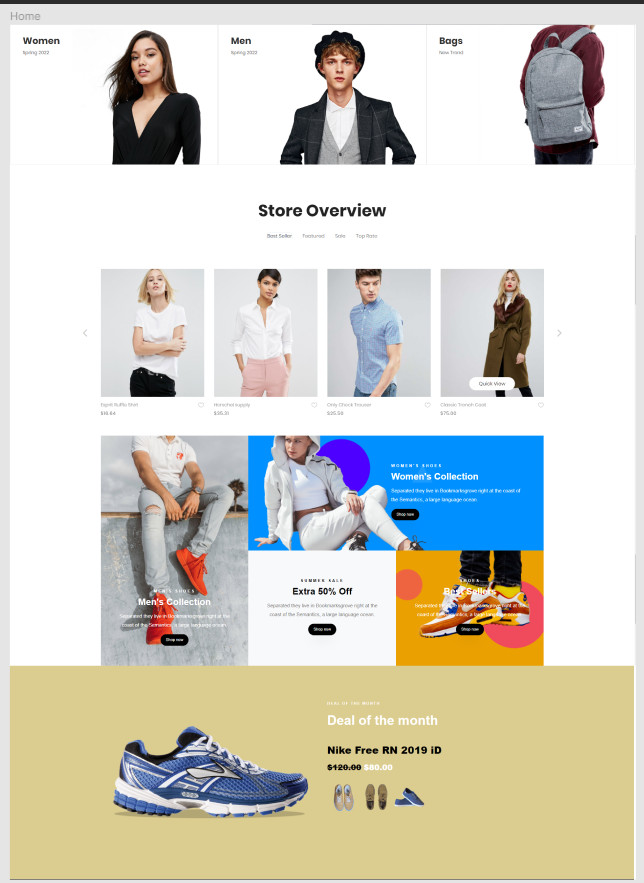 Home
Women
Spring 2022
Men
Spring 2022
Bags
New Trend
Store Overview
Best Seller Featured Sale Top Rate
Quick View
Esprit Ruffle Shirt
$16.64
Herschel supply
$35.31
Only Check Trouser
$25.50
Classic Trench Coat
$75.00
WOMEN'S SHOES
Women's Collection
Separated they live in Bookmarksgrove right at the coast of
the Semantics, a large language ocean.
Shop now
MEN'S SHOES
Men's Collection
Separated they live in Bookmarksgrove right at the
coast of the Semantics, a large language ocean.
Shop now
SUMMER SALE
Extra 50% Off
Separated they live in Bookmarksgrove right at the
coast of the Semantics, a large language ocean.
Shop now
SHOES
Best Sellers
Separated they live in Bookmarksgrove right at the
coast of the Semantics, a large language ocean.
Shop now
DEAL OF THE MONTH
Deal of the month
Nike Free RN 2019 iD
$120.00 $80.00